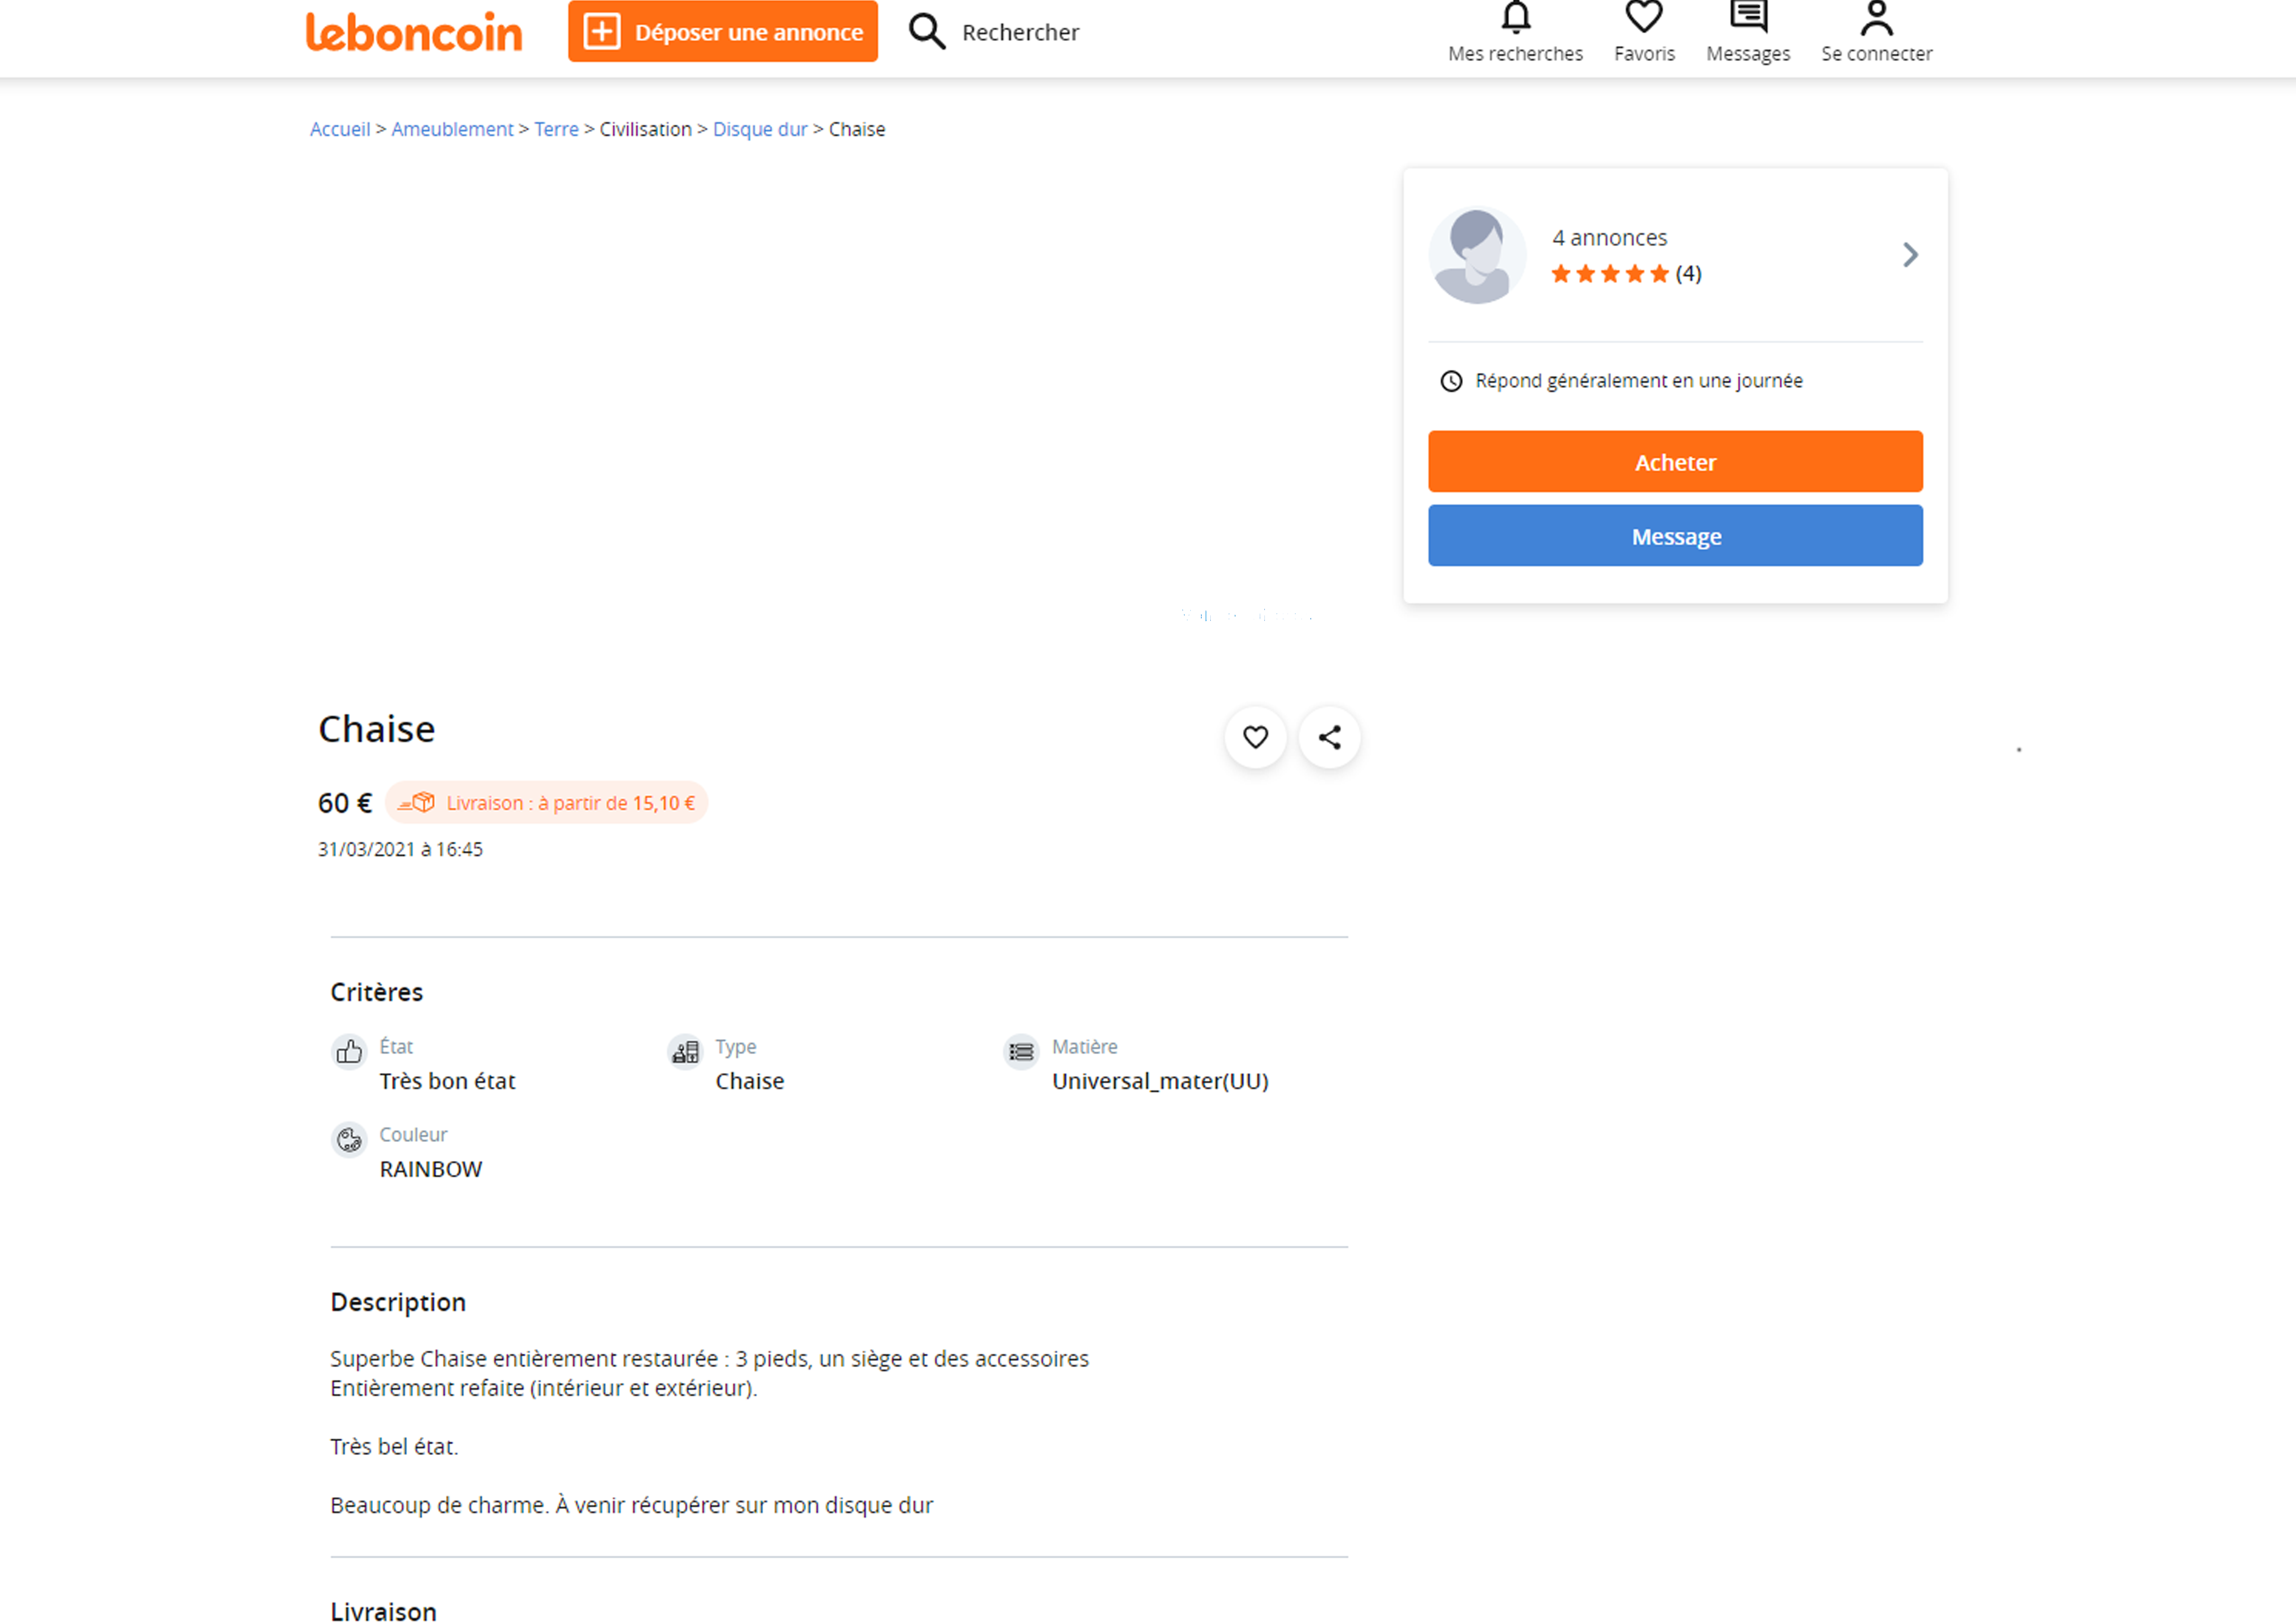 leboncoin
Déposer une annonce
Rechercher
Mes recherches
Favoris
Messages
Se connecter
Accueil > Ameublement > Terre > Civilisation > Disque dur > Chaise
4 annonces
(4)
Répond généralement en une journée
Acheter
Message
Chaise
60 €
Livraison : à partir de 15,10 €
31/03/2021 à 16:45
Critères
État
Très bon état
Type
Chaise
Matière
Universal_mater(UU)
Couleur
RAINBOW
Description
Superbe Chaise entièrement restaurée : 3 pieds, un siège et des accessoires
Entièrement refaite (intérieur et extérieur).
Très bel état.
Beaucoup de charme. À venir récupérer sur mon disque dur
Livraison